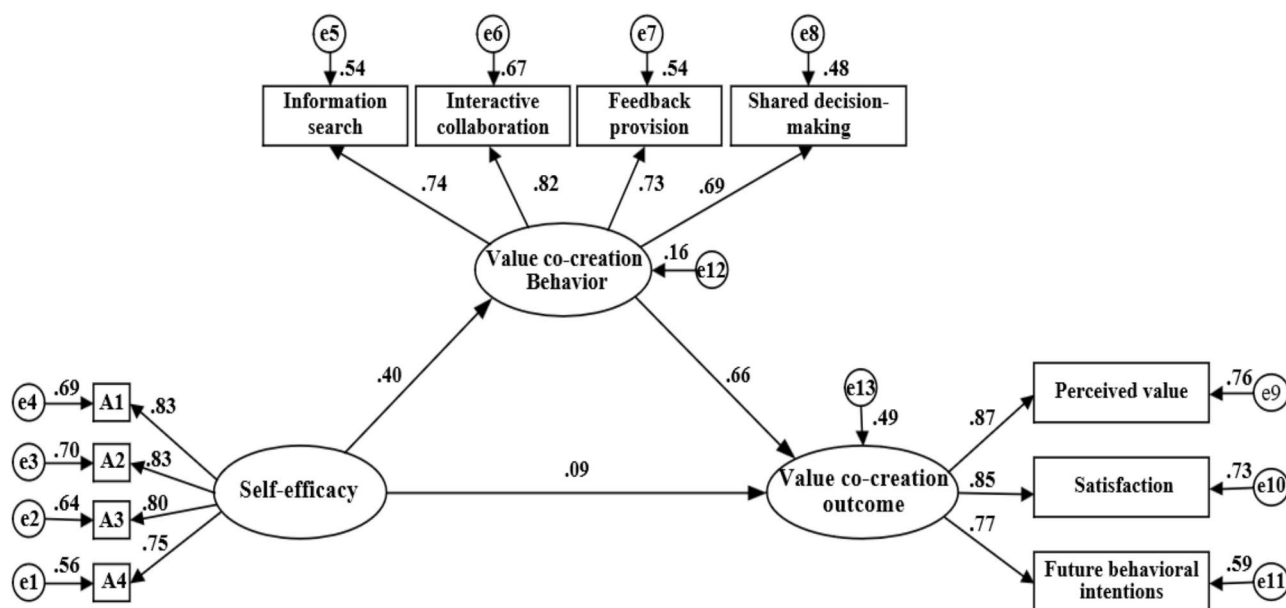 e5
e6
e7
e8
.54
.67
.54
.48
Information
search
Interactive
collaboration
Feedback
provision
Shared decision-
making
.74
.82
.73
.69
Value co-creation
Behavior
.16
e12
.40
.66
e4
.69
A1
.83
e3
.70
A2
.83
e2
.64
A3
.80
e1
.56
A4
.75
Self-efficacy
.09
e13
.49
Value co-creation
outcome
.87
Perceived value
.76
e9
.85
Satisfaction
.73
e10
.77
Future behavioral
intentions
.59
e11